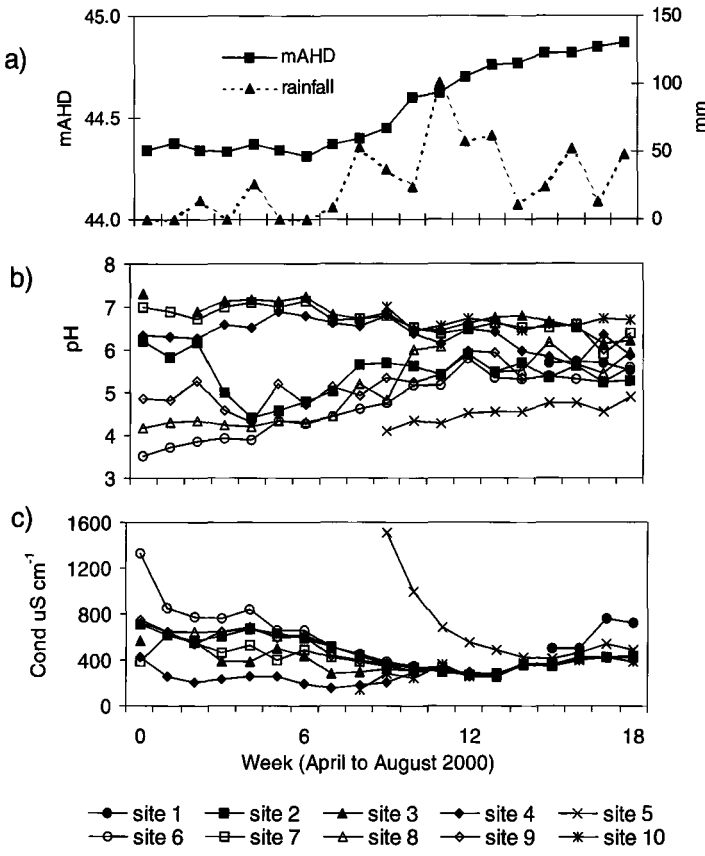 a)
45.0
44.5
44.0
mAHD
150
100
50
0
mm
mAHD
rainfall
b)
8
7
6
5
4
3
pH
c)
1600
1200
800
400
0
Cond uS cm⁻¹
0 6 12 18
Week (April to August 2000)
site 1 site 2 site 3 site 4 site 5
site 6 site 7 site 8 site 9 site 10